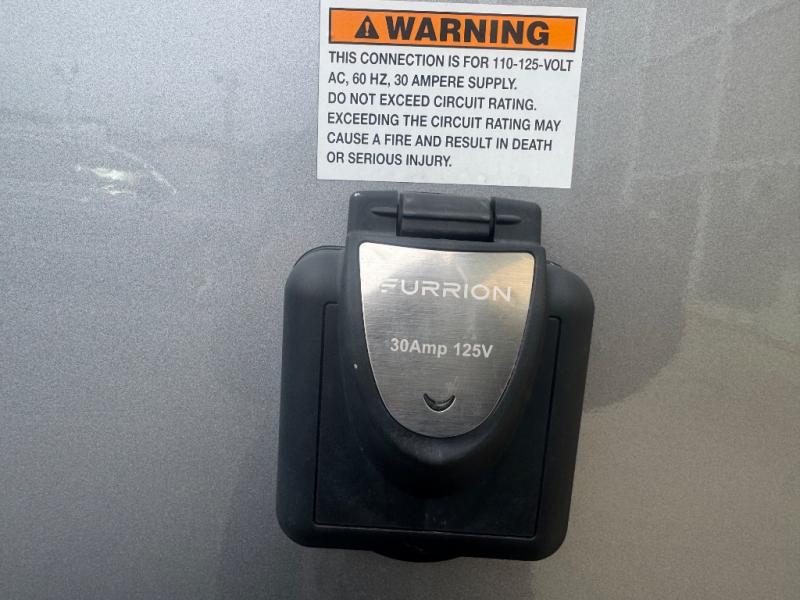 WARNING
THIS CONNECTION IS FOR 110-125-VOLT
AC, 60 HZ, 30 AMPERE SUPPLY.
DO NOT EXCEED CIRCUIT RATING.
EXCEEDING THE CIRCUIT RATING MAY
CAUSE A FIRE AND RESULT IN DEATH
OR SERIOUS INJURY.
FURRION
30Amp 125V